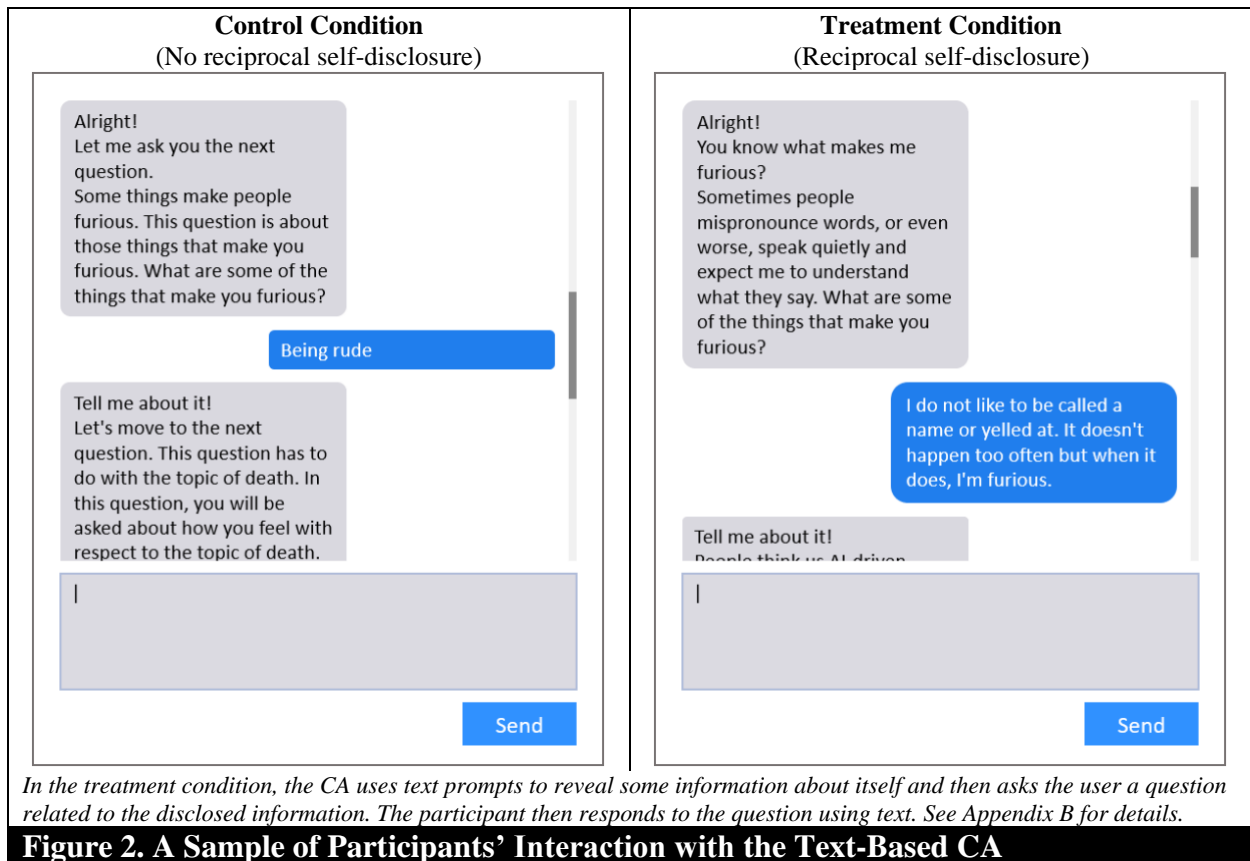 Control Condition
(No reciprocal self-disclosure)
Alright!
Let me ask you the next
question.
Some things make people
furious. This question is about
those things that make you
furious. What are some of the
things that make you furious?
Being rude
Tell me about it!
Let's move to the next
question. This question has to
do with the topic of death. In
this question, you will be
asked about how you feel with
respect to the topic of death.
Send
Treatment Condition
(Reciprocal self-disclosure)
Alright!
You know what makes me
furious?
Sometimes people
mispronounce words, or even
worse, speak quietly and
expect me to understand
what they say. What are some
of the things that make you
furious?
I do not like to be called a
name or yelled at. It doesn't
happen too often but when it
does, I'm furious.
Tell me about it!
People think us AI-driven
Send
In the treatment condition, the CA uses text prompts to reveal some information about itself and then asks the user a question
related to the disclosed information. The participant then responds to the question using text. See Appendix B for details.
Figure 2. A Sample of Participants' Interaction with the Text-Based CA